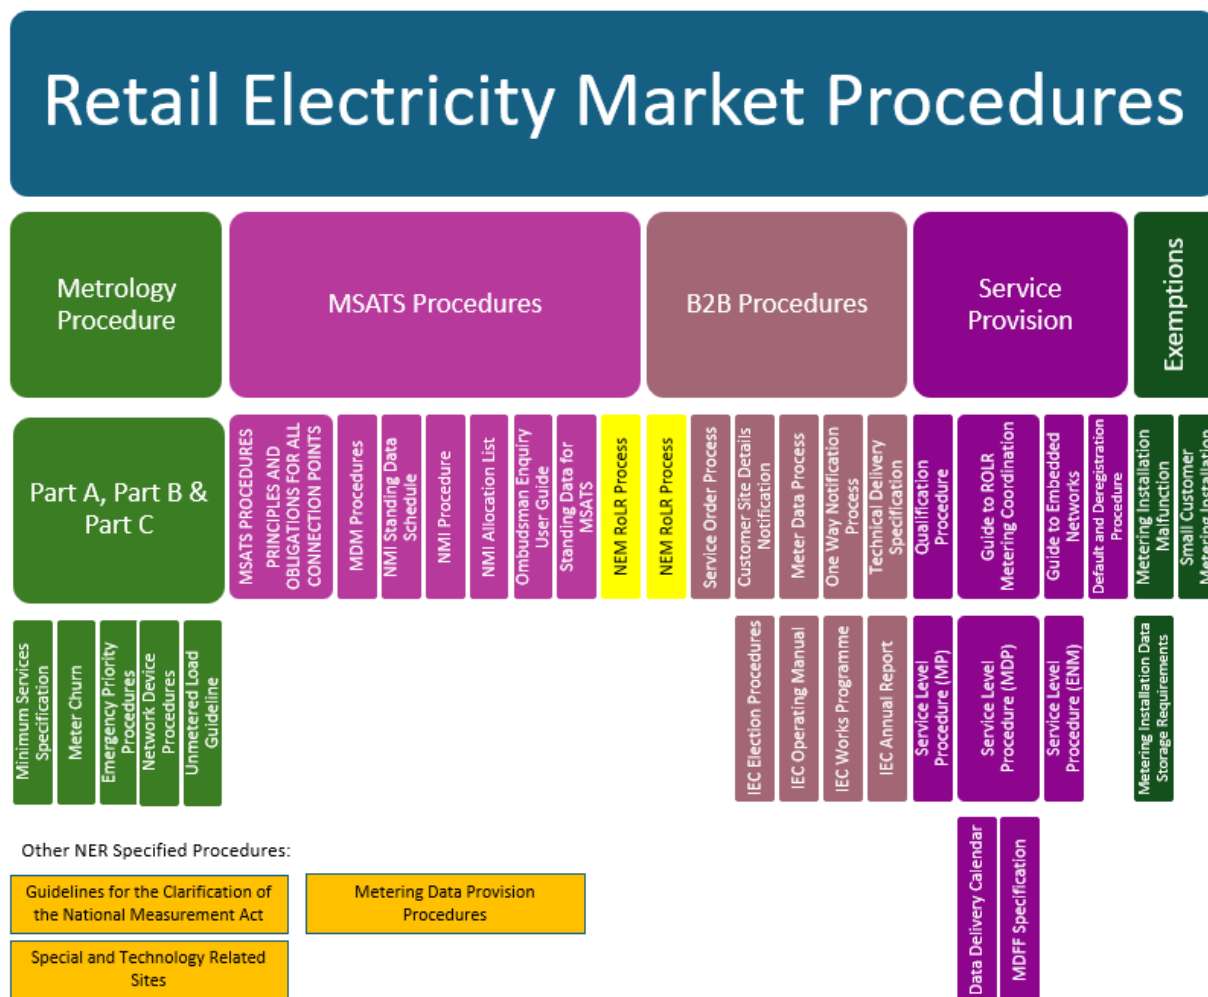 Retail Electricity Market Procedures
Metrology
Procedure
MSATS Procedures
B2B Procedures
Service
Provision
Exemptions
Part A, Part B &
Part C
MSATS PROCEDURES
PRINCIPLES AND
OBLIGATIONS FOR ALL
CONNECTION POINTS
MDM Procedures
NMI Standing Data
Schedule
NMI Procedure
NMI Allocation List
Ombudsman Enquiry
User Guide
Standing Data for
MSATS
NEM RoLR Process
NEM RoLR Process
Service Order Process
Customer Site Details
Notification
Meter Data Process
One Way Notification
Process
Technical Delivery
Specification
Qualification
Procedure
Guide to ROLR
Metering Coordination
Guide to Embedded
Networks
Default and Deregistration
Procedure
Metering Installation
Malfunction
Small Customer
Metering Installation
Minimum Services
Specification
Meter Churn
Emergency Priority
Procedures
Network Device
Procedures
Unmetered Load
Guideline
IEC Election Procedures
IEC Operating Manual
IEC Works Programme
IEC Annual Report
Service Level
Procedure (MP)
Service Level
Procedure (MDP)
Service Level
Procedure (ENM)
Metering Installation Data
Storage Requirements
Data Delivery Calendar
MDFF Specification
Other NER Specified Procedures:
Guidelines for the Clarification of
the National Measurement Act
Metering Data Provision
Procedures
Special and Technology Related
Sites